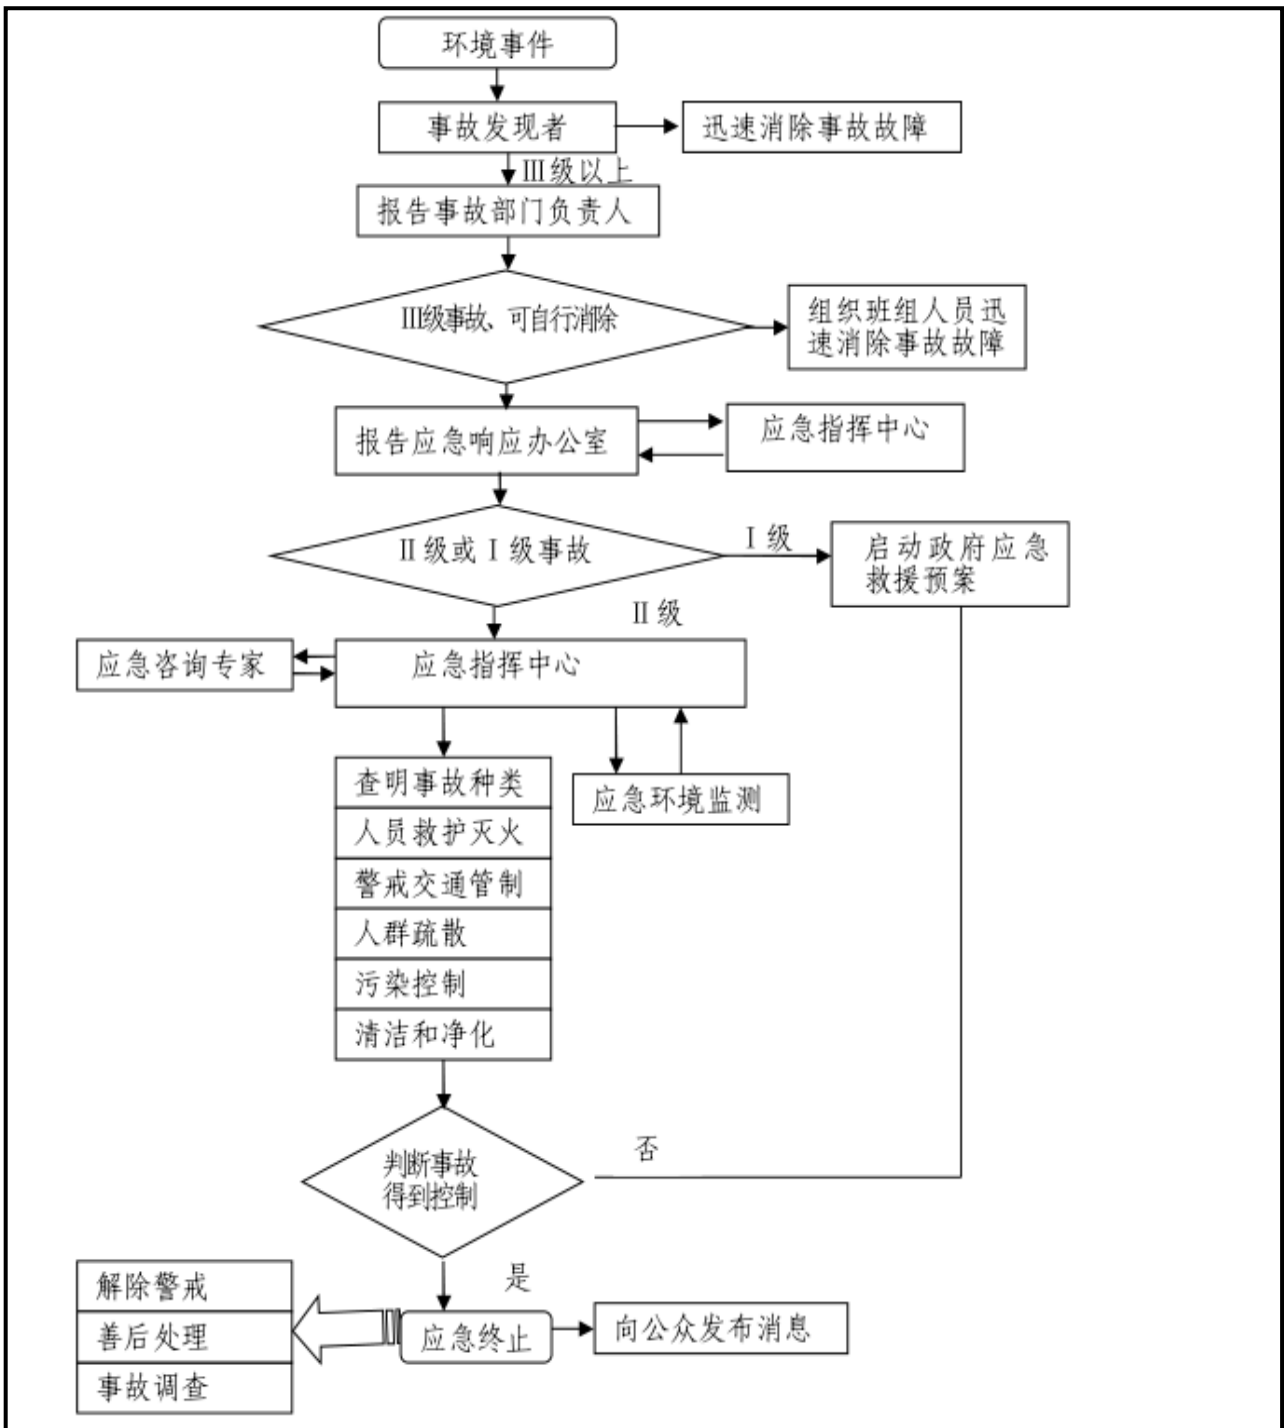 环境事件
事故发现者
迅速消除事故故障
Ⅲ级以上
报告事故部门负责人
Ⅲ级事故、可自行消除
组织班组人员迅
速消除事故故障
报告应急响应办公室
应急指挥中心
Ⅱ级或Ⅰ级事故
Ⅰ级
启动政府应急
救援预案
Ⅱ级
应急咨询专家
应急指挥中心
查明事故种类
应急环境监测
人员救护灭火
警戒交通管制
人群疏散
污染控制
清洁和净化
否
判断事故
得到控制
是
解除警戒
善后处理
事故调查
应急终止
向公众发布消息